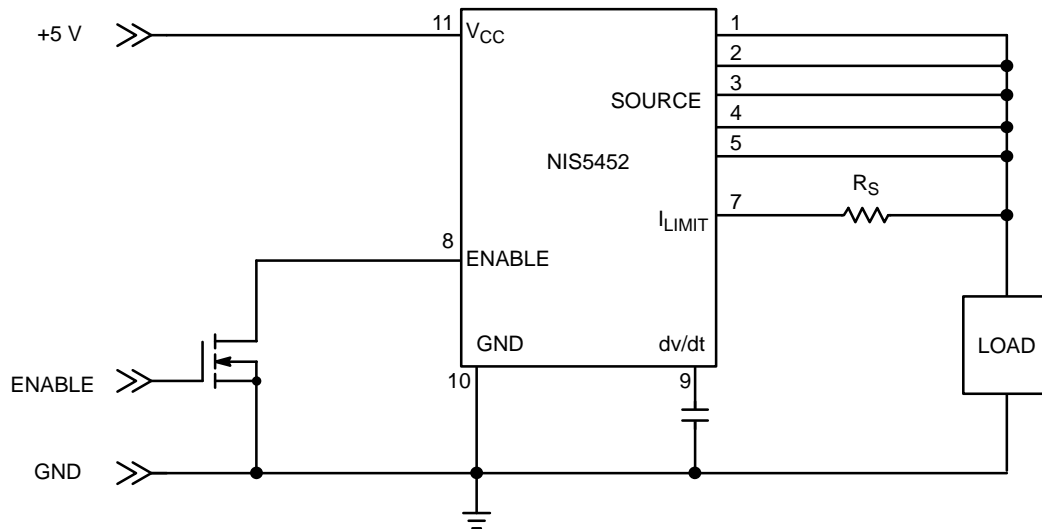 +5 V
11
V_CC
1
2
3
SOURCE
4
5
NIS5452
R_S
7
I_LIMIT
8
ENABLE
GND
dv/dt
LOAD
ENABLE
10
9
GND